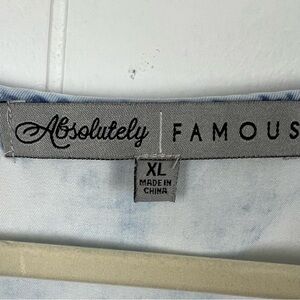 Absolutely | FAMOUS
XL
MADE IN
CHINA